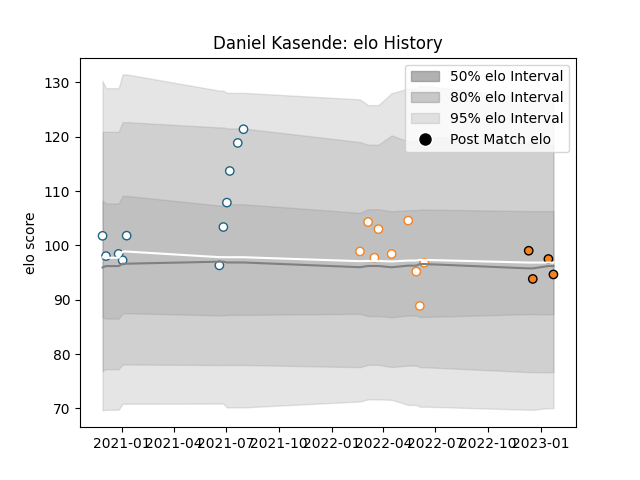 Daniel Kasende: elo History
50% elo Interval
80% elo Interval
95% elo Interval
Post Match elo
elo score
130
120
110
100
90
80
70
2021-01 2021-04 2021-07 2021-10 2022-01 2022-04 2022-07 2022-10 2023-01